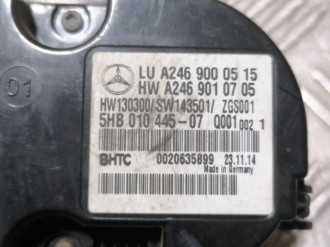 LU A246 900 05 15
HW A246 901 07 05
HW130300/SW143501/ ZGS001
5HB 010 445-07 Q001 002 1
BHTC 0020635899 23.11.14
Made in Germany
01